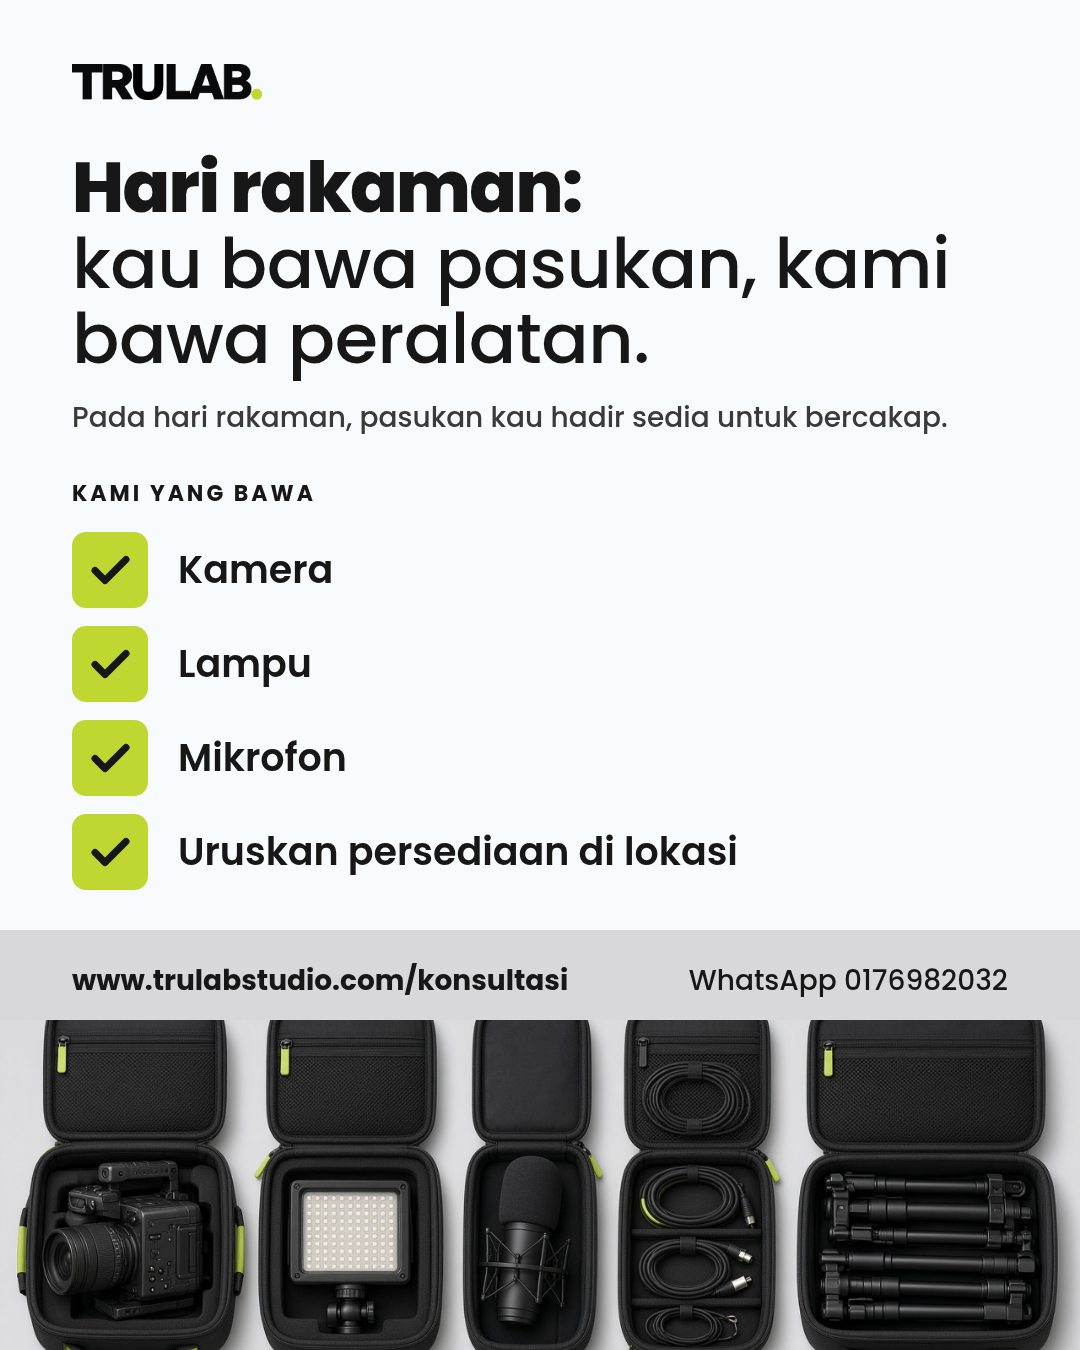 TRULAB.
Hari rakaman:
kau bawa pasukan, kami
bawa peralatan.
Pada hari rakaman, pasukan kau hadir sedia untuk bercakap.
KAMI YANG BAWA
Kamera
Lampu
Mikrofon
Uruskan persediaan di lokasi
www.trulabstudio.com/konsultasi
WhatsApp 0176982032